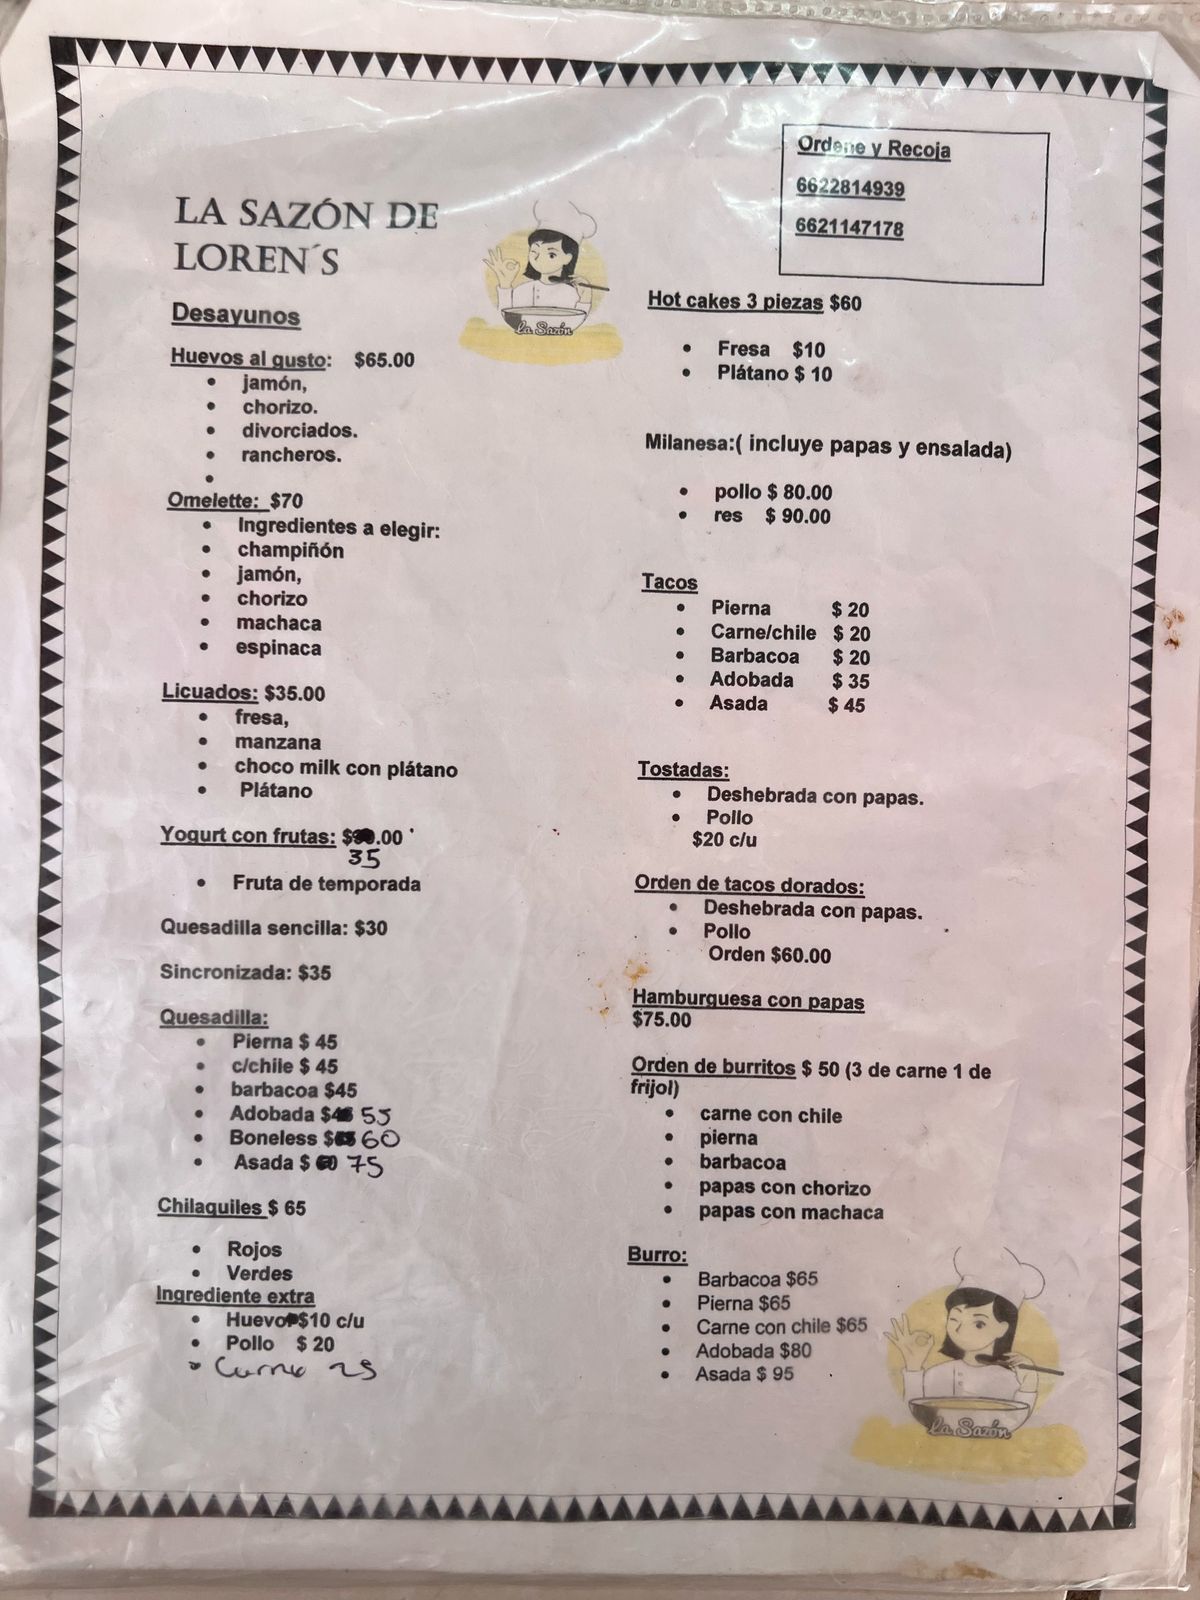 LA SAZÓN DE
LOREN´S
la Sazón
Desayunos
Huevos al gusto: $65.00
• jamón,
• chorizo.
• divorciados.
• rancheros.
•
Omelette: $70
• Ingredientes a elegir:
• champiñón
• jamón,
• chorizo
• machaca
• espinaca
Licuados: $35.00
• fresa,
• manzana
• choco milk con plátano
• Plátano
Yogurt con frutas: $ .00
35
• Fruta de temporada
Quesadilla sencilla: $30
Sincronizada: $35
Quesadilla:
• Pierna $ 45
• c/chile $ 45
• barbacoa $45
• Adobada $ 55
• Boneless $ 60
• Asada $ 75
Chilaquiles $ 65
• Rojos
• Verdes
Ingrediente extra
• Huevo $10 c/u
• Pollo $ 20
• Carne 25
Ordene y Recoja
6622814939
6621147178
Hot cakes 3 piezas $60
• Fresa $10
• Plátano $ 10
Milanesa:( incluye papas y ensalada)
• pollo $ 80.00
• res $ 90.00
Tacos
• Pierna $ 20
• Carne/chile $ 20
• Barbacoa $ 20
• Adobada $ 35
• Asada $ 45
Tostadas:
• Deshebrada con papas.
• Pollo
$20 c/u
Orden de tacos dorados:
• Deshebrada con papas.
• Pollo
Orden $60.00
Hamburguesa con papas
$75.00
Orden de burritos $ 50 (3 de carne 1 de
frijol)
• carne con chile
• pierna
• barbacoa
• papas con chorizo
• papas con machaca
Burro:
• Barbacoa $65
• Pierna $65
• Carne con chile $65
• Adobada $80
• Asada $ 95
la Sazón